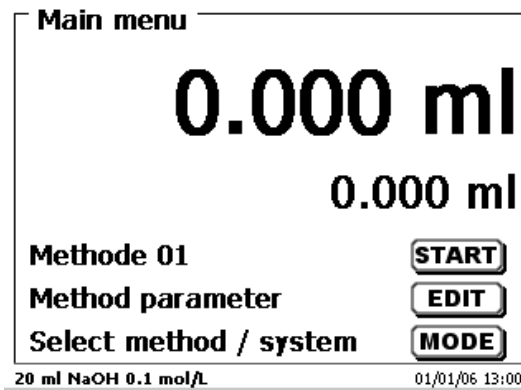 Main menu
0.000 ml
0.000 ml
Methode 01 START
Method parameter EDIT
Select method / system MODE
20 ml NaOH 0.1 mol/L 01/01/06 13:00